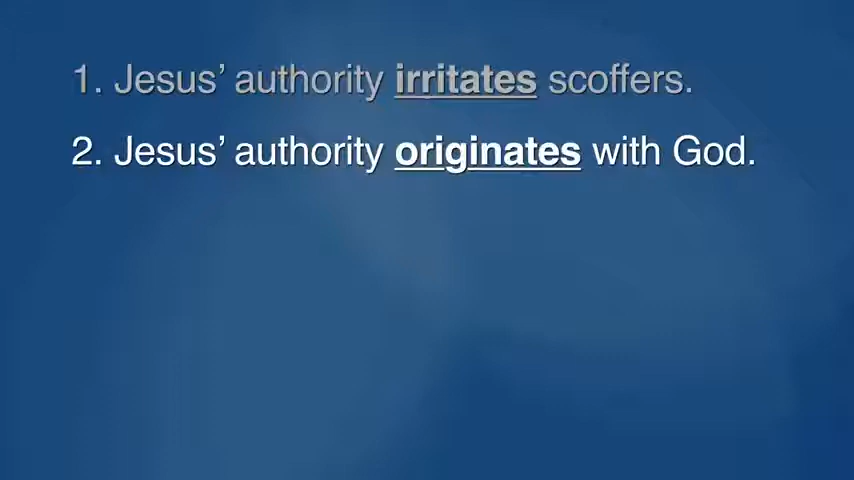 1. Jesus’ authority irritates scoffers.
2. Jesus’ authority originates with God.